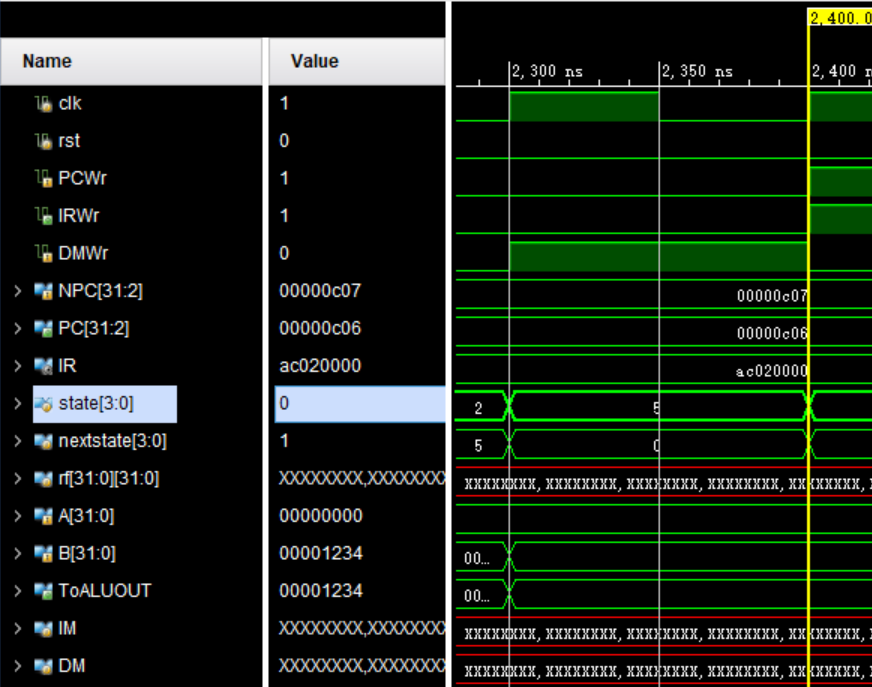 2,400.0
Name Value 2,300 ns 2,350 ns 2,400 n
clk 1
rst 0
PCWr 1
IRWr 1
DMWr 0
NPC[31:2] 00000c07 00000c07
PC[31:2] 00000c06 00000c06
IR ac020000 ac020000
state[3:0] 0 2 5
nextstate[3:0] 1 5 0
rf[31:0][31:0] XXXXXXXX,XXXXXXXX XXXXXXXX,XXXXXXXX,XXXXXXXX,XXXXXXXX,XXXXXXXX,
A[31:0] 00000000
B[31:0] 00001234 00...
ToALUOUT 00001234 00...
IM XXXXXXXX,XXXXXXXX XXXXXXXX,XXXXXXXX,XXXXXXXX,XXXXXXXX,XXXXXXXX,
DM XXXXXXXX,XXXXXXXX XXXXXXXX,XXXXXXXX,XXXXXXXX,XXXXXXXX,XXXXXXXX,